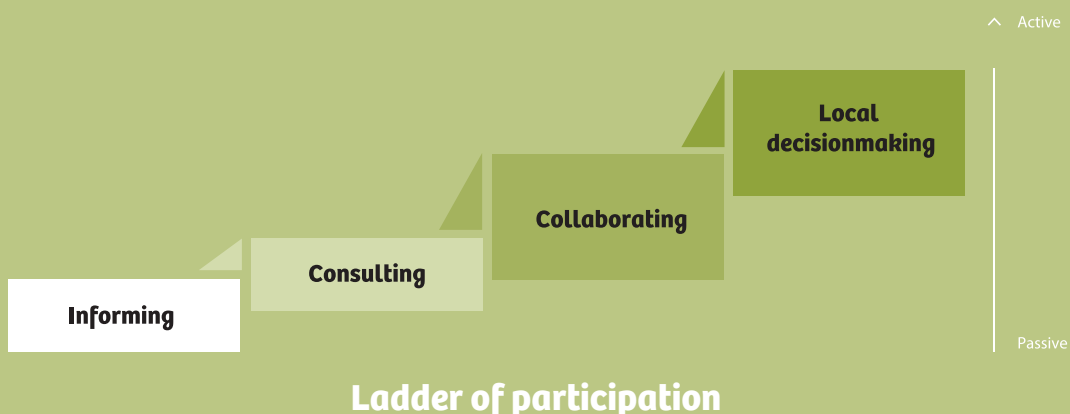 Active
Local
decisionmaking
Collaborating
Consulting
Informing
Passive
Ladder of participation